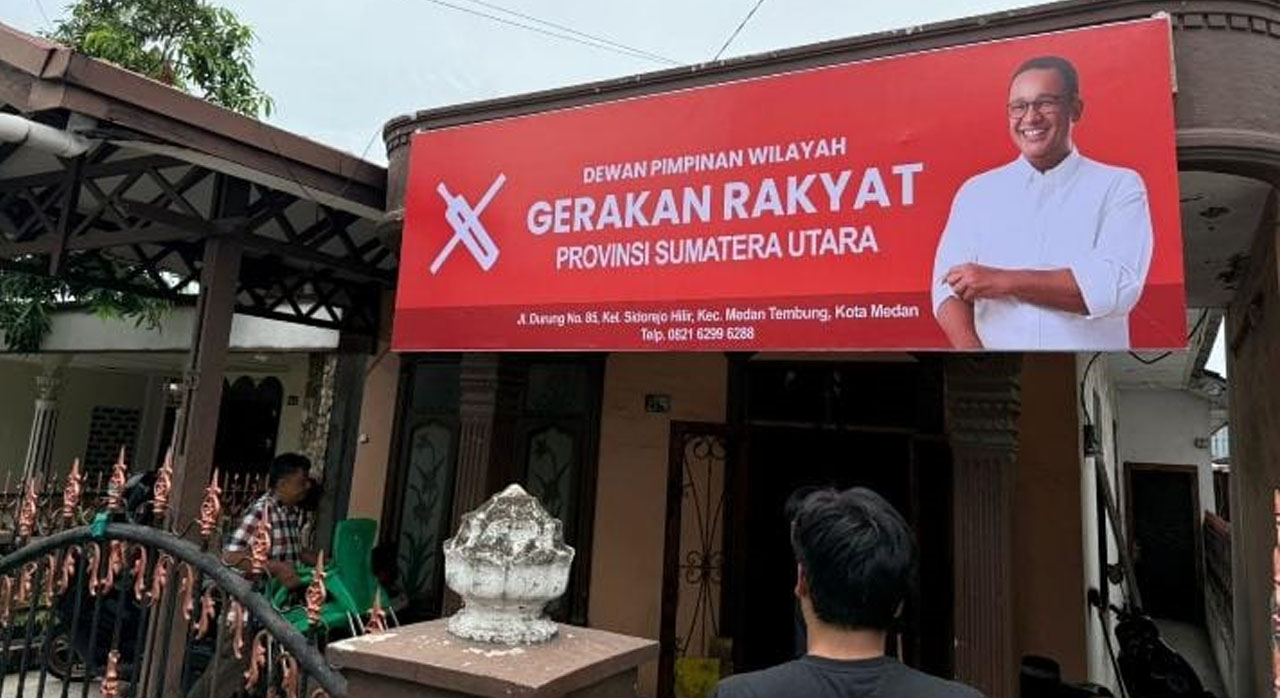 DEWAN PIMPINAN WILAYAH
GERAKAN RAKYAT
PROVINSI SUMATERA UTARA
Jl. Durung No. 85, Kel. Sidorejo Hilir, Kec. Medan Tembung, Kota Medan
Telp. 0821 6299 6288